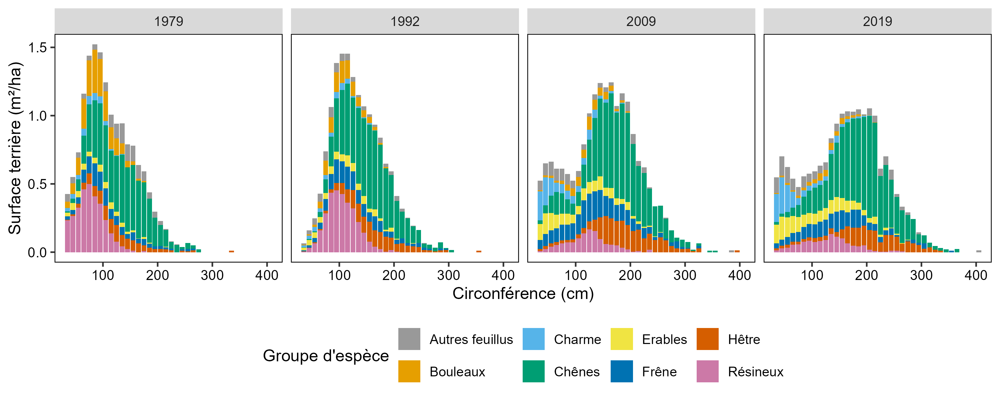 1979 1992 2009 2019
Surface terrière (m²/ha)
1.5
1.0
0.5
0.0
100 200 300 400 100 200 300 400 100 200 300 400 100 200 300 400
Circonférence (cm)
Groupe d'espèce
Autres feuillus Charme Erables Hêtre
Bouleaux Chênes Frêne Résineux